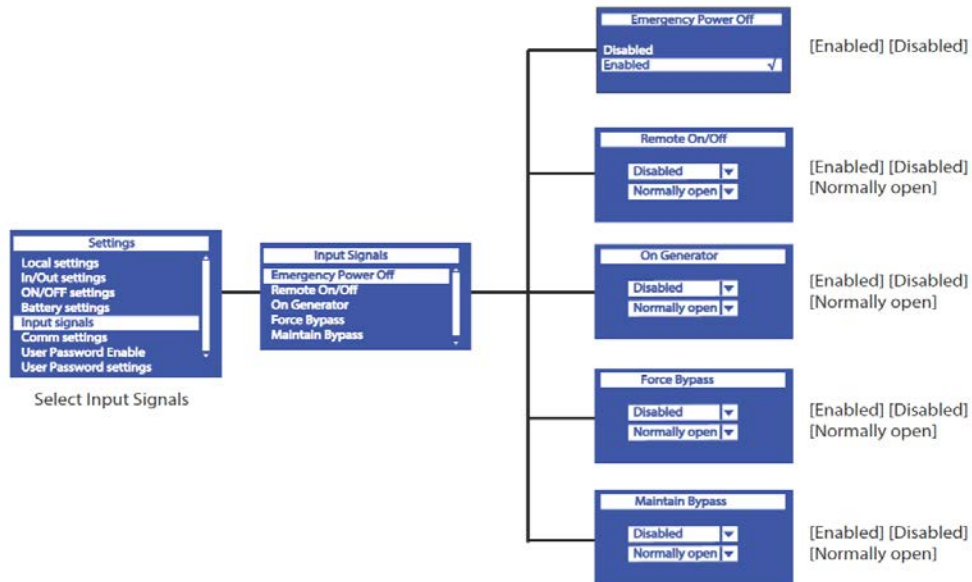 Settings
Local settings
In/Out settings
ON/OFF settings
Battery settings
Input signals
Comm settings
User Password Enable
User Password settings
Select Input Signals
Input Signals
Emergency Power Off
Remote On/Off
On Generator
Force Bypass
Maintain Bypass
Emergency Power Off
Disabled
Enabled √
[Enabled] [Disabled]
Remote On/Off
Disabled
Normally open
[Enabled] [Disabled]
[Normally open]
On Generator
Disabled
Normally open
[Enabled] [Disabled]
[Normally open]
Force Bypass
Disabled
Normally open
[Enabled] [Disabled]
[Normally open]
Maintain Bypass
Disabled
Normally open
[Enabled] [Disabled]
[Normally open]